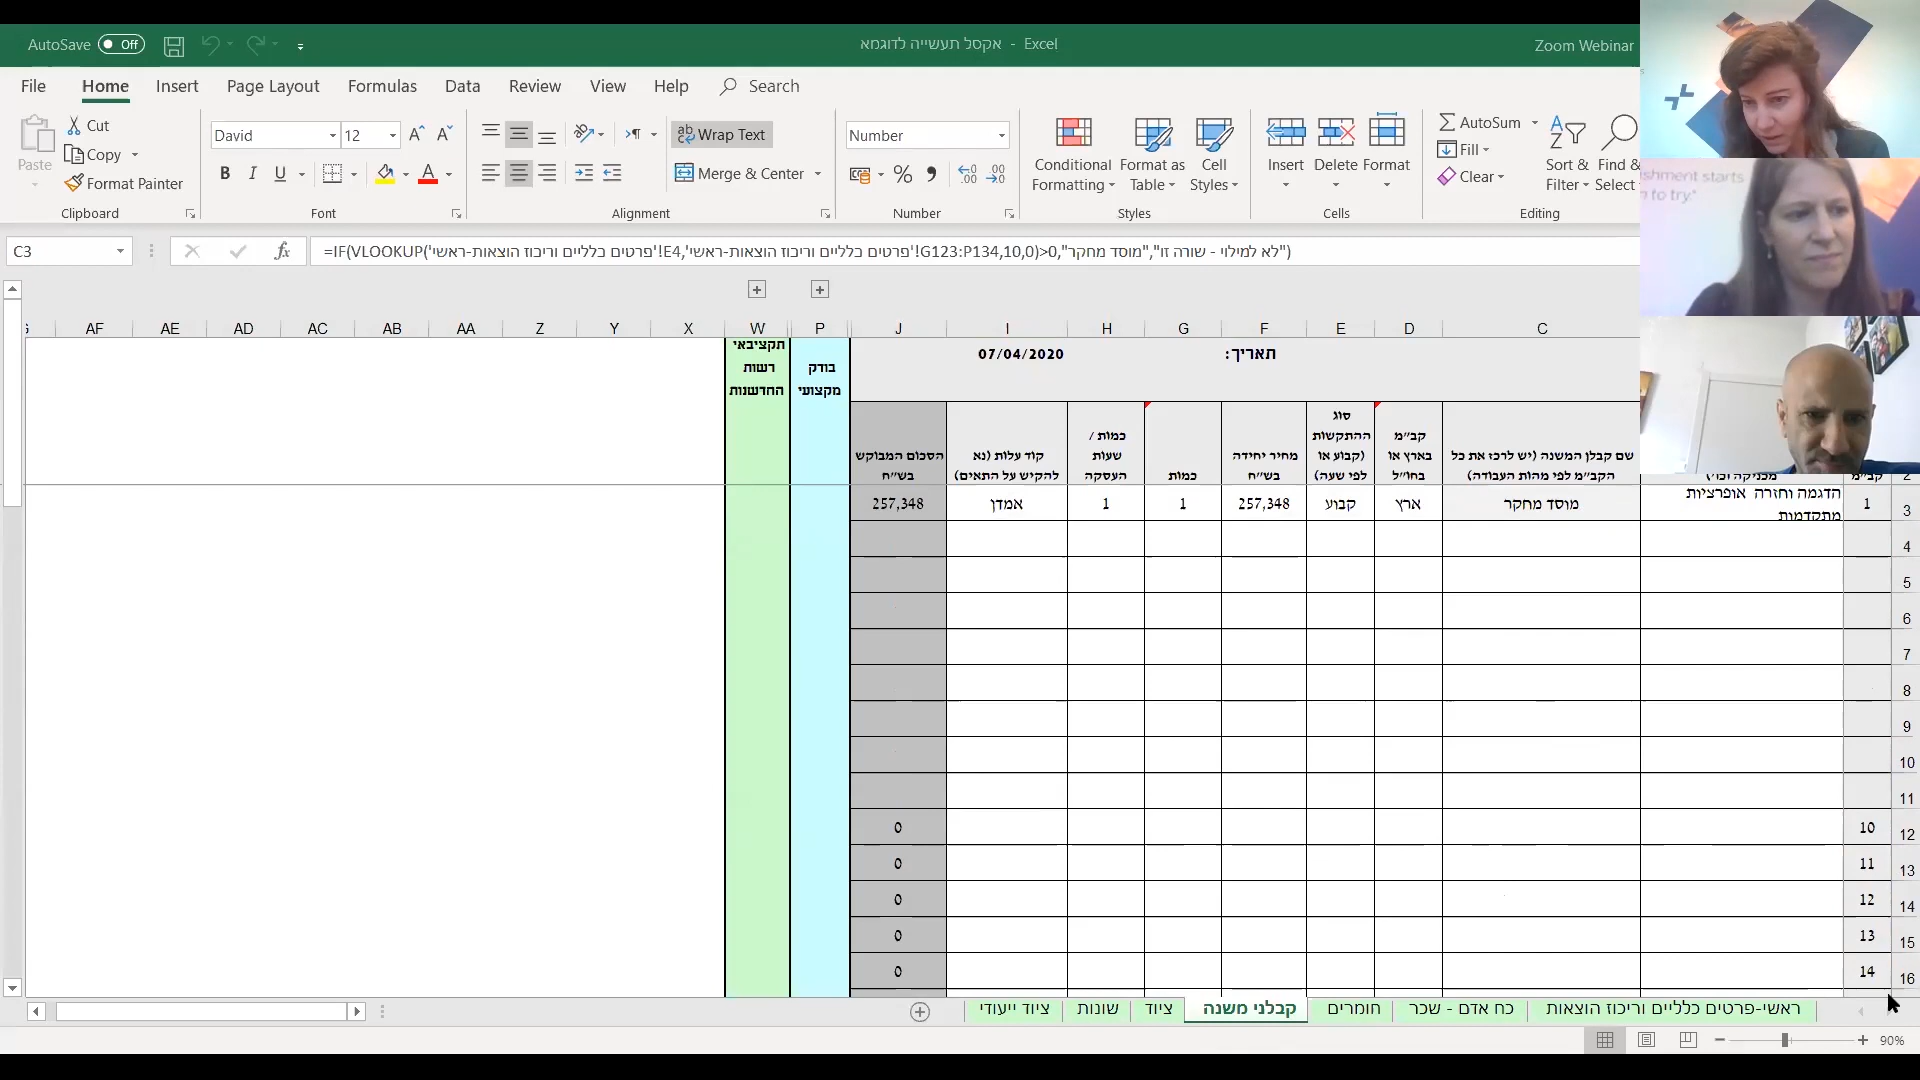 AutoSave Off
אקסל תעשייה לדוגמא - Excel
Zoom Webinar
File Home Insert Page Layout Formulas Data Review View Help Search
Paste
Cut
Copy
Format Painter
Clipboard
David 12
B I U
Font
Wrap Text
Merge & Center
Alignment
Number
Number
Conditional Formatting
Format as Table
Cell Styles
Styles
Insert Delete Format
Cells
AutoSum
Fill
Clear
Sort & Filter
Find & Select
Editing
shment starts
to try."
C3
=IF(VLOOKUP('פרטים כלליים וריכוז הוצאות-ראשי'!E4,'פרטים כלליים וריכוז הוצאות-ראשי'!G123:P134,10,0)>0,"מוסד מחקר","לא למילוי - שורה זו")
AF AE AD AC AB AA Z Y X W P J I H G F E D C
תאריך: 07/04/2020
תקציבאי רשות החדשנות
בודק מקצועי
הסכום המבוקש בש״ח
קוד עלות (נא להקיש על התאים)
כמות / שעות העסקה
כמות
מחיר יחידה בש״ח
סוג ההתקשות (קבוע או לפי שעה)
קב״מ בארץ או בחו״ל
שם קבלן המשנה (יש לרכז את כל הקב״מ לפי מהות העבודה)
2
3 1 הדגמה וחזרה אופרציות מתקדמות מוסד מחקר ארץ קבוע 257,348 1 1 אמדן 257,348
4
5
6
7
8
9
10
11
12 10 0
13 11 0
14 12 0
15 13 0
16 14 0
ראשי-פרטים כלליים וריכוז הוצאות כח אדם - שכר חומרים קבלני משנה ציוד שונות ציוד ייעודי
90%